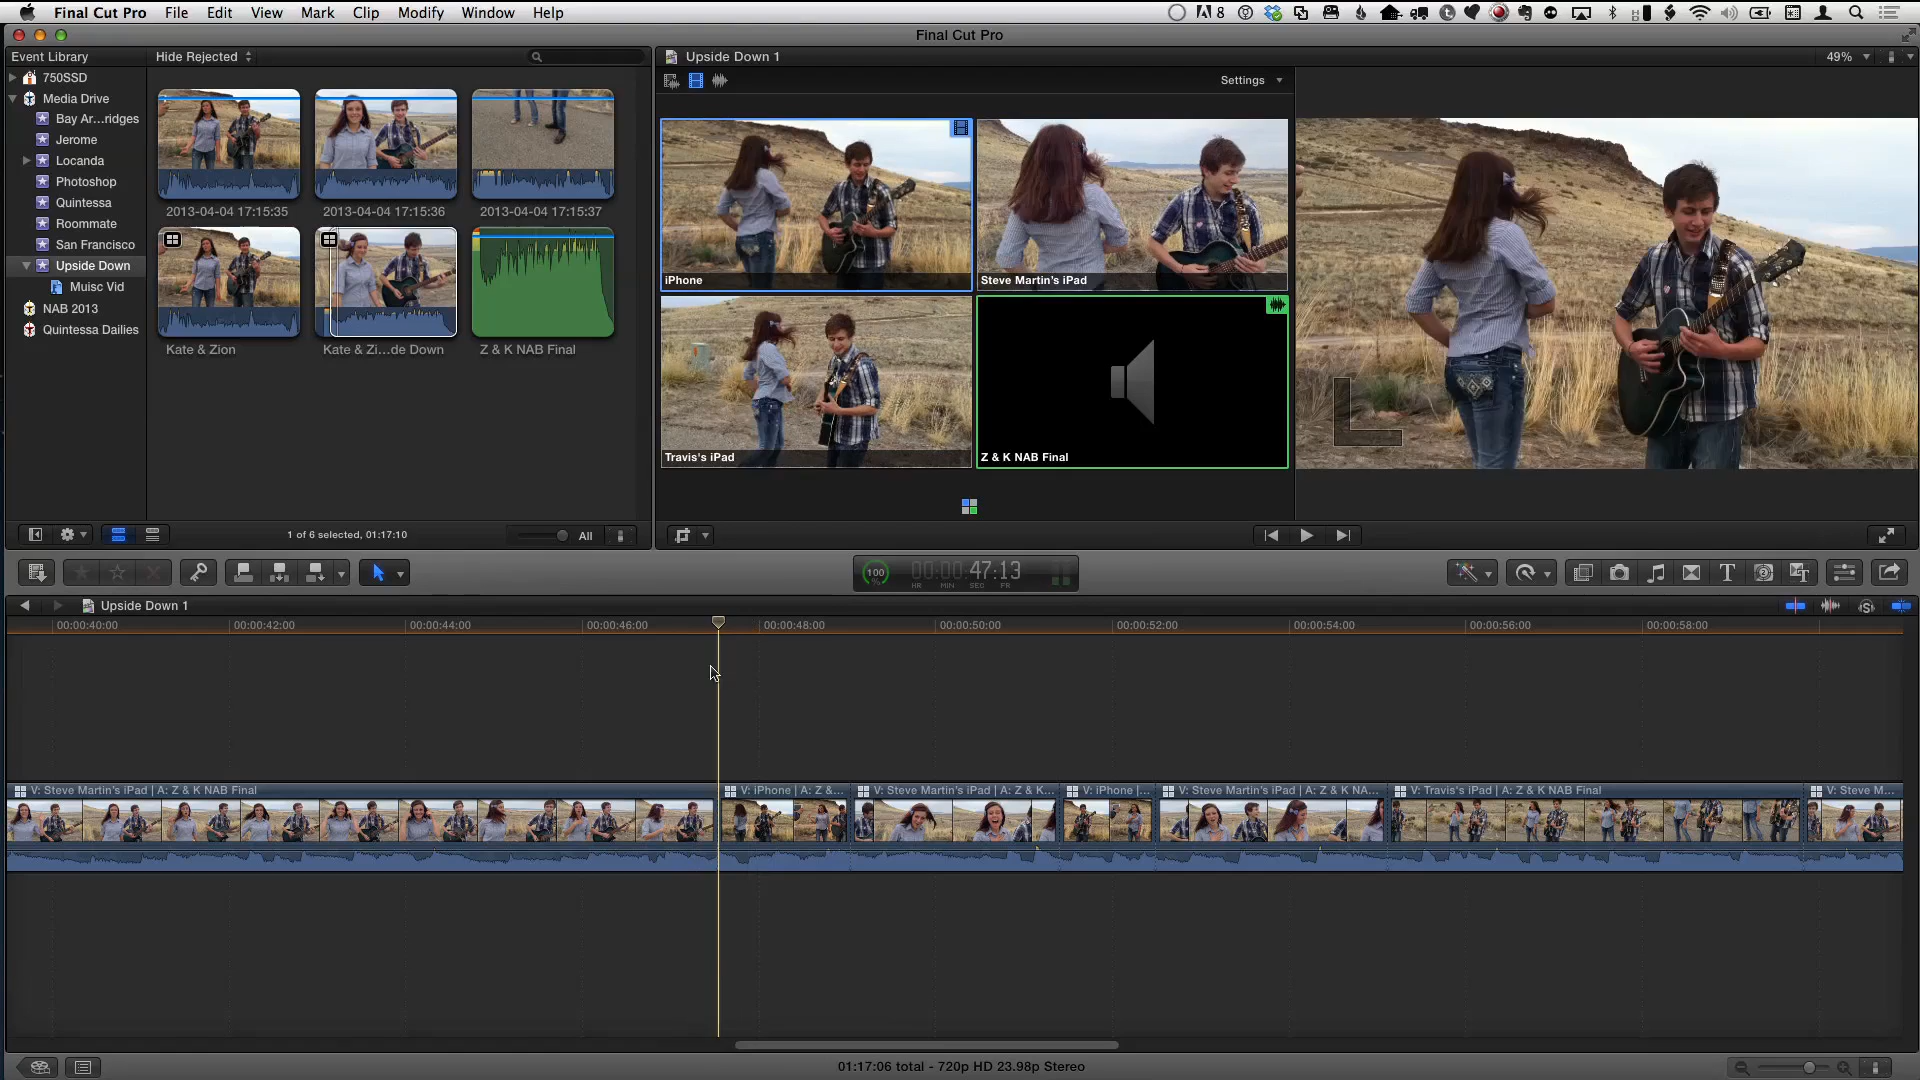 Final Cut Pro File Edit View Mark Clip Modify Window Help 8
Final Cut Pro
Event Library Hide Rejected
Upside Down 1 49%
Settings
750SSD
Media Drive
Bay Ar...ridges
Jerome
Locanda
Photoshop
Quintessa
Roommate
San Francisco
Upside Down
Muisc Vid
NAB 2013
Quintessa Dailies
2013-04-04 17:15:35 2013-04-04 17:15:36 2013-04-04 17:15:37
Kate & Zion Kate & Zi...de Down Z & K NAB Final
iPhone Steve Martin's iPad
Travis's iPad Z & K NAB Final
1 of 6 selected, 01:17:10 All
100 % 00:00:47:13
HR MIN SEC FR
Upside Down 1
00:00:40:00 00:00:42:00 00:00:44:00 00:00:46:00 00:00:48:00 00:00:50:00 00:00:52:00 00:00:54:00 00:00:56:00 00:00:58:00
V: Steve Martin's iPad | A: Z & K NAB Final V: iPhone | A: Z &... V: Steve Martin's iPad | A: Z & K... V: iPhone |... V: Steve Martin's iPad | A: Z & K NA... V: Travis's iPad | A: Z & K NAB Final V: Steve M...
01:17:06 total - 720p HD 23.98p Stereo